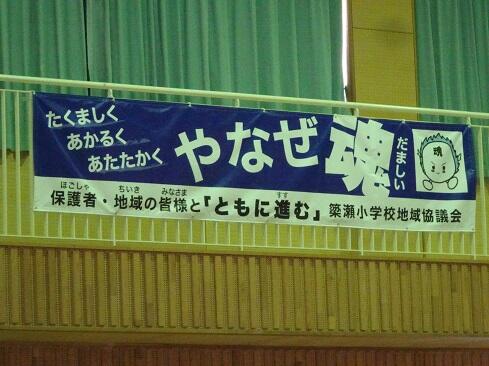 たくましく
あかるく
あたたかく
やなぜ魂
だましい
魂
ほごしゃ ちいき みなさま すす
保護者・地域の皆様と「ともに進む」 簗瀬小学校地域協議会